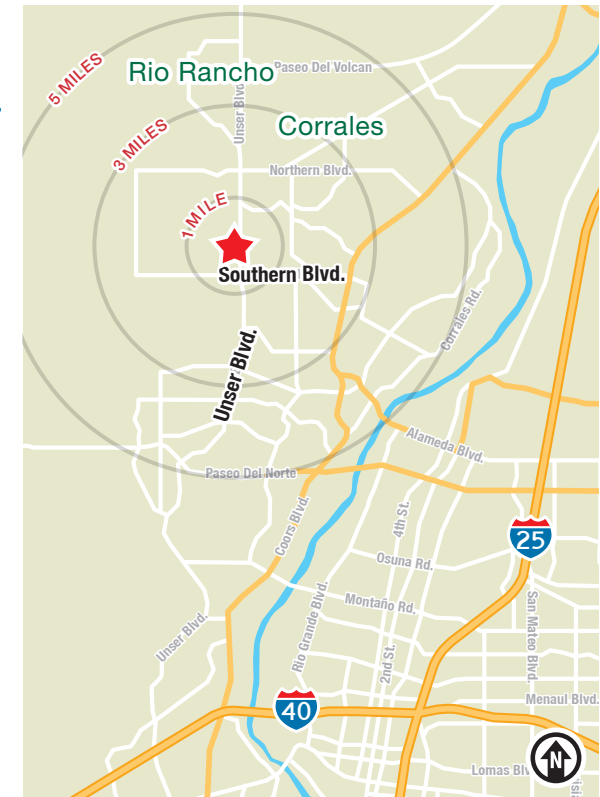 5 MILES
Rio Rancho
Paseo Del Volcan
Unser Blvd.
3 MILES
Corrales
Northern Blvd.
1 MILE
Southern Blvd.
Corrales Rd.
Unser Blvd.
Alameda Blvd.
Paseo Del Norte
Coors Blvd.
4th St.
25
Osuna Rd.
Montaño Rd.
Unser Blvd.
Rio Grande Blvd.
2nd St.
San Mateo Blvd.
Menaul Blvd.
40
Lomas
N